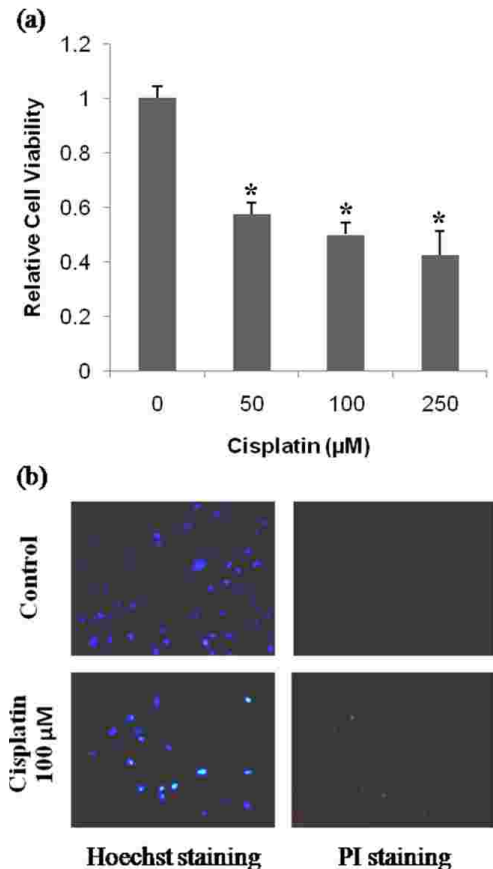 (a)
1.2
1
0.8
0.6
0.4
0.2
0
Relative Cell Viability
* * *
0 50 100 250
Cisplatin (µM)
(b)
Control
Cisplatin
100 µM
Hoechst staining PI staining